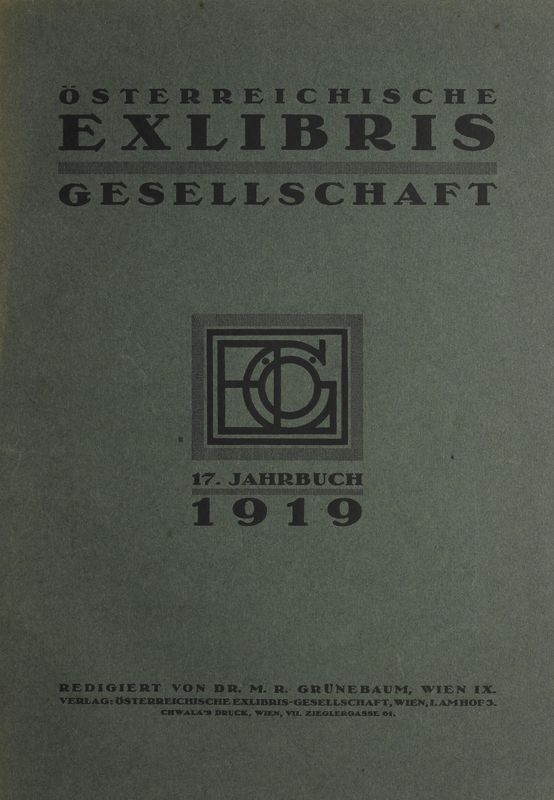 ÖSTERREICHISCHE
EXLIBRIS
GESELLSCHAFT
EÖG
17. JAHRBUCH
1919
REDIGIERT VON DR. M. R. GRÜNEBAUM, WIEN IX.
VERLAG: ÖSTERREICHISCHE EXLIBRIS-GESELLSCHAFT, WIEN, I. AMHOF 3.
CHWALA'S DRUCK, WIEN, VII. ZIEGLERGASSE 61.